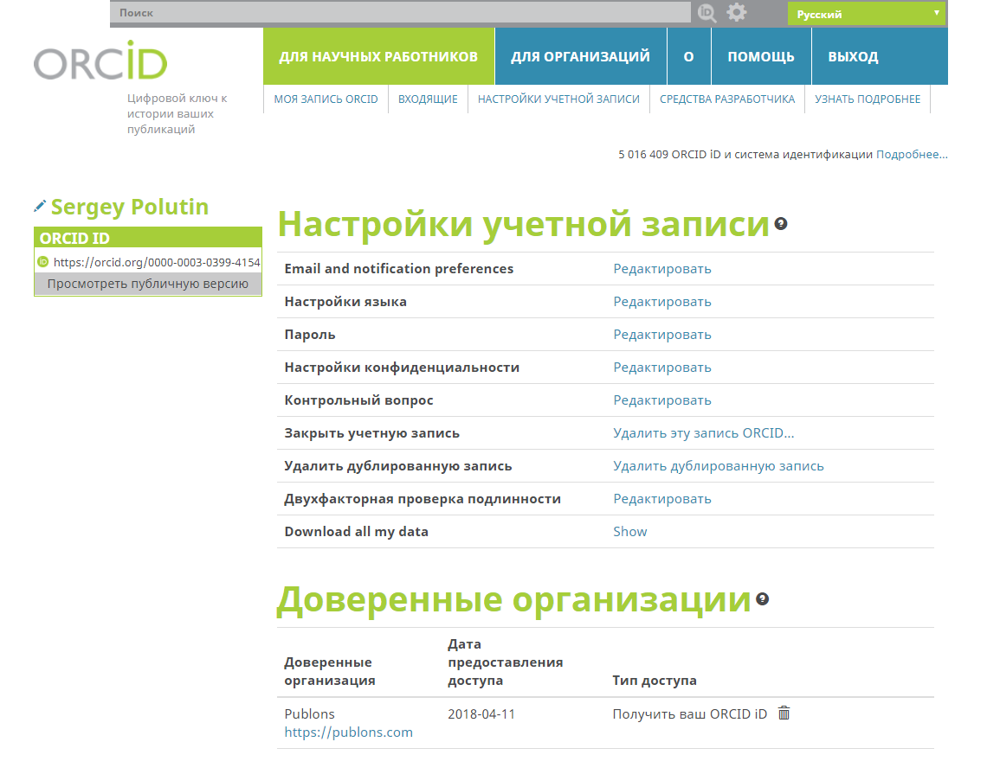 Поиск
Русский
ORCID
ДЛЯ НАУЧНЫХ РАБОТНИКОВ
ДЛЯ ОРГАНИЗАЦИЙ
О
ПОМОЩЬ
ВЫХОД
Цифровой ключ к
истории ваших
публикаций
МОЯ ЗАПИСЬ ORCID
ВХОДЯЩИЕ
НАСТРОЙКИ УЧЕТНОЙ ЗАПИСИ
СРЕДСТВА РАЗРАБОТЧИКА
УЗНАТЬ ПОДРОБНЕЕ
5 016 409 ORCID iD и система идентификации Подробнее...
Sergey Polutin
ORCID ID
iD https://orcid.org/0000-0003-0399-4154
Просмотреть публичную версию
Настройки учетной записи ?
Email and notification preferences Редактировать
Настройки языка Редактировать
Пароль Редактировать
Настройки конфиденциальности Редактировать
Контрольный вопрос Редактировать
Закрыть учетную запись Удалить эту запись ORCID...
Удалить дублированную запись Удалить дублированную запись
Двухфакторная проверка подлинности Редактировать
Download all my data Show
Доверенные организации ?
Доверенные
организация
Дата
предоставления
доступа
Тип доступа
Publons 2018-04-11 Получить ваш ORCID iD
https://publons.com